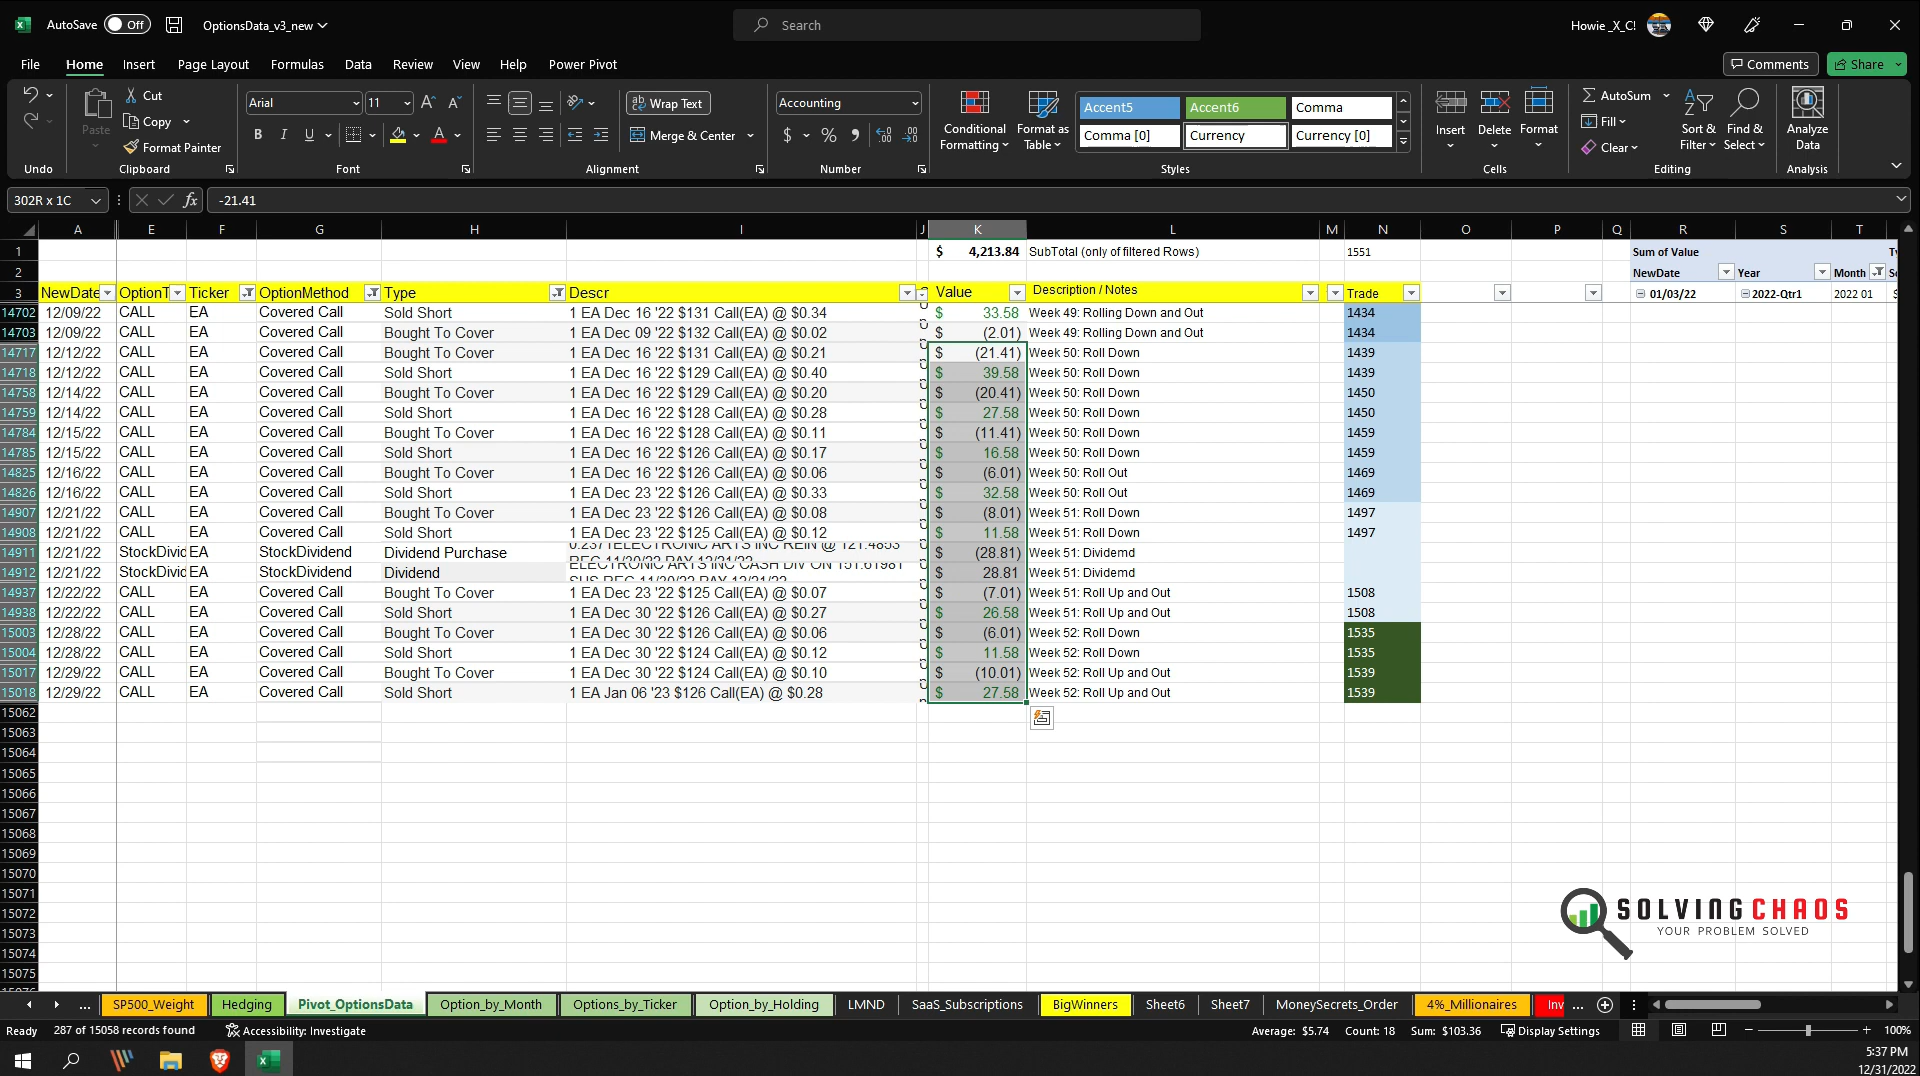 AutoSave Off OptionsData_v3_new Search Howie_X_C!
File Home Insert Page Layout Formulas Data Review View Help Power Pivot Comments Share
Paste Cut Copy Format Painter
Arial 11 Wrap Text Merge & Center
Accounting $ % ,
Conditional Formatting Format as Table
Accent5 Accent6 Comma
Comma [0] Currency Currency [0]
Insert Delete Format
AutoSum Fill Clear Sort & Filter Find & Select Analyze Data
Undo Clipboard Font Alignment Number Styles Cells Editing Analysis
302R x 1C fx -21.41
A E F G H I J K L M N O P Q R S T
1 $ 4,213.84 SubTotal (only of filtered Rows) 1551 Sum of Value
2 NewDate Year Month
3 NewDate OptionT Ticker OptionMethod Type Descr Value Description / Notes Trade 01/03/22 2022-Qtr1 2022 01
14702 12/09/22 CALL EA Covered Call Sold Short 1 EA Dec 16 '22 $131 Call(EA) @ $0.34 $ 33.58 Week 49: Rolling Down and Out 1434
14703 12/09/22 CALL EA Covered Call Bought To Cover 1 EA Dec 09 '22 $132 Call(EA) @ $0.02 $ (2.01) Week 49: Rolling Down and Out 1434
14717 12/12/22 CALL EA Covered Call Bought To Cover 1 EA Dec 16 '22 $131 Call(EA) @ $0.21 $ (21.41) Week 50: Roll Down 1439
14718 12/12/22 CALL EA Covered Call Sold Short 1 EA Dec 16 '22 $129 Call(EA) @ $0.40 $ 39.58 Week 50: Roll Down 1439
14758 12/14/22 CALL EA Covered Call Bought To Cover 1 EA Dec 16 '22 $129 Call(EA) @ $0.20 $ (20.41) Week 50: Roll Down 1450
14759 12/14/22 CALL EA Covered Call Sold Short 1 EA Dec 16 '22 $128 Call(EA) @ $0.28 $ 27.58 Week 50: Roll Down 1450
14784 12/15/22 CALL EA Covered Call Bought To Cover 1 EA Dec 16 '22 $128 Call(EA) @ $0.11 $ (11.41) Week 50: Roll Down 1459
14785 12/15/22 CALL EA Covered Call Sold Short 1 EA Dec 16 '22 $126 Call(EA) @ $0.17 $ 16.58 Week 50: Roll Down 1459
14825 12/16/22 CALL EA Covered Call Bought To Cover 1 EA Dec 16 '22 $126 Call(EA) @ $0.06 $ (6.01) Week 50: Roll Out 1469
14826 12/16/22 CALL EA Covered Call Sold Short 1 EA Dec 23 '22 $126 Call(EA) @ $0.33 $ 32.58 Week 50: Roll Out 1469
14907 12/21/22 CALL EA Covered Call Bought To Cover 1 EA Dec 23 '22 $126 Call(EA) @ $0.08 $ (8.01) Week 51: Roll Down 1497
14908 12/21/22 CALL EA Covered Call Sold Short 1 EA Dec 23 '22 $125 Call(EA) @ $0.12 $ 11.58 Week 51: Roll Down 1497
14911 12/21/22 StockDivid EA StockDividend Dividend Purchase $ (28.81) Week 51: Dividemd
14912 12/21/22 StockDivid EA StockDividend Dividend $ 28.81 Week 51: Dividemd
14937 12/22/22 CALL EA Covered Call Bought To Cover 1 EA Dec 23 '22 $125 Call(EA) @ $0.07 $ (7.01) Week 51: Roll Up and Out 1508
14938 12/22/22 CALL EA Covered Call Sold Short 1 EA Dec 30 '22 $126 Call(EA) @ $0.27 $ 26.58 Week 51: Roll Up and Out 1508
15003 12/28/22 CALL EA Covered Call Bought To Cover 1 EA Dec 30 '22 $126 Call(EA) @ $0.06 $ (6.01) Week 52: Roll Down 1535
15004 12/28/22 CALL EA Covered Call Sold Short 1 EA Dec 30 '22 $124 Call(EA) @ $0.12 $ 11.58 Week 52: Roll Down 1535
15017 12/29/22 CALL EA Covered Call Bought To Cover 1 EA Dec 30 '22 $124 Call(EA) @ $0.10 $ (10.01) Week 52: Roll Up and Out 1539
15018 12/29/22 CALL EA Covered Call Sold Short 1 EA Jan 06 '23 $126 Call(EA) @ $0.28 $ 27.58 Week 52: Roll Up and Out 1539
15062
15063
15064
15065
15066
15067
15068
15069
15070
15071
15072
15073
15074
15075
SOLVINGCHAOS
YOUR PROBLEM SOLVED
... SP500_Weight Hedging Pivot_OptionsData Option_by_Month Options_by_Ticker Option_by_Holding LMND SaaS_Subscriptions BigWinners Sheet6 Sheet7 MoneySecrets_Order 4%_Millionaires Inv ...
Ready 287 of 15058 records found Accessibility: Investigate Average: $5.74 Count: 18 Sum: $103.36 Display Settings 100%
5:37 PM
12/31/2022